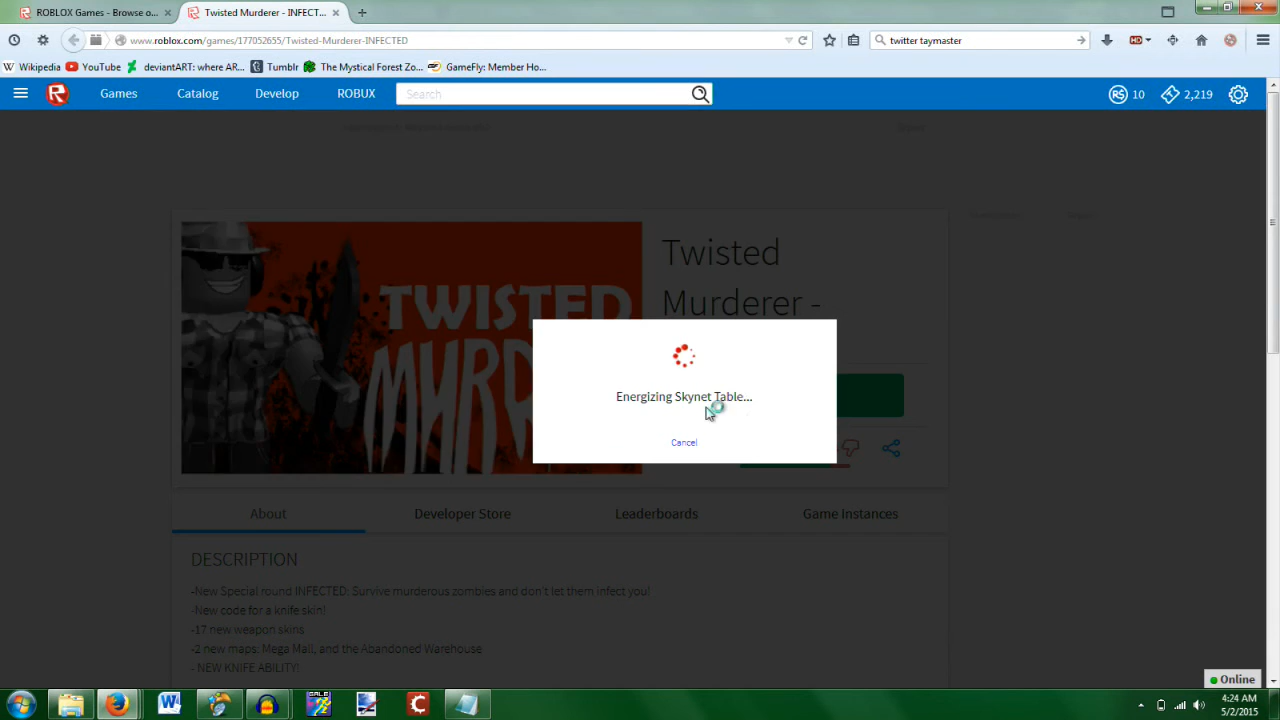 ROBLOX Games - Browse o...
Twisted Murderer - INFECT...
www.roblox.com/games/177052655/Twisted-Murderer-INFECTED
twitter taymaster
Wikipedia
YouTube
deviantART: where AR...
Tumblr
The Mystical Forest Zo...
GameFly: Member Ho...
Games
Catalog
Develop
ROBUX
Search
R$ 10
2,219
TWISTED
Twisted
Murderer -
Energizing Skynet Table...
Cancel
About
Developer Store
Leaderboards
Game Instances
DESCRIPTION
-New Special round INFECTED: Survive murderous zombies and don't let them infect you!
-New code for a knife skin!
-17 new weapon skins
-2 new maps: Mega Mall, and the Abandoned Warehouse
- NEW KNIFE ABILITY!
Online
4:24 AM
5/2/2015